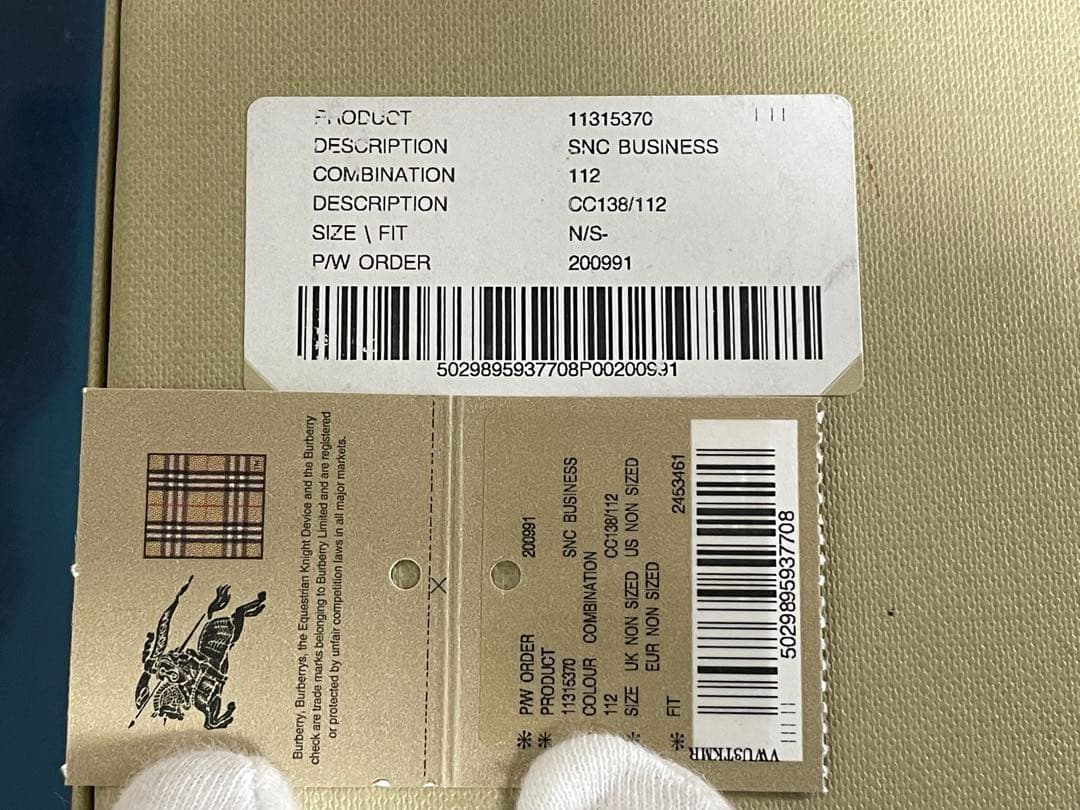 PRODUCT 11315370
DESCRIPTION SNC BUSINESS
COMBINATION 112
DESCRIPTION CC138/112
SIZE \ FIT N/S-
P/W ORDER 200991
5029895937708P00200991
Burberry, Burberrys, the Equestrian Knight Device and the Burberry
check are trade marks belonging to Burberry Limited and are registered
or protected by unfair competition laws in all major markets.
TM
※ P/W ORDER 200991
※ PRODUCT
11315370 SNC BUSINESS
COLOUR COMBINATION
112 CC138/112
※ SIZE UK NON SIZED US NON SIZED
EUR NON SIZED
※ FIT 2453461
5029895937708